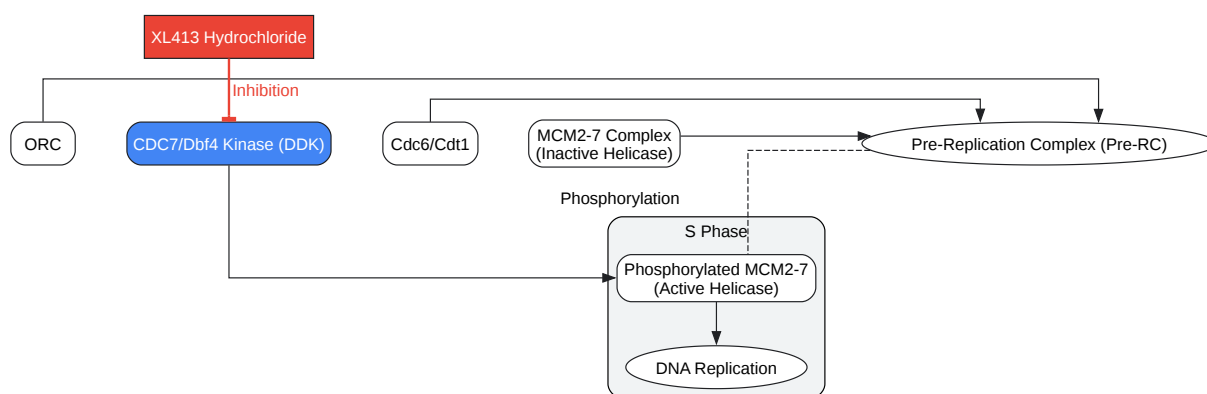 XL413 Hydrochloride
Inhibition
ORC
CDC7/Dbf4 Kinase (DDK)
Cdc6/Cdt1
MCM2-7 Complex
(Inactive Helicase)
Pre-Replication Complex (Pre-RC)
Phosphorylation
S Phase
Phosphorylated MCM2-7
(Active Helicase)
DNA Replication